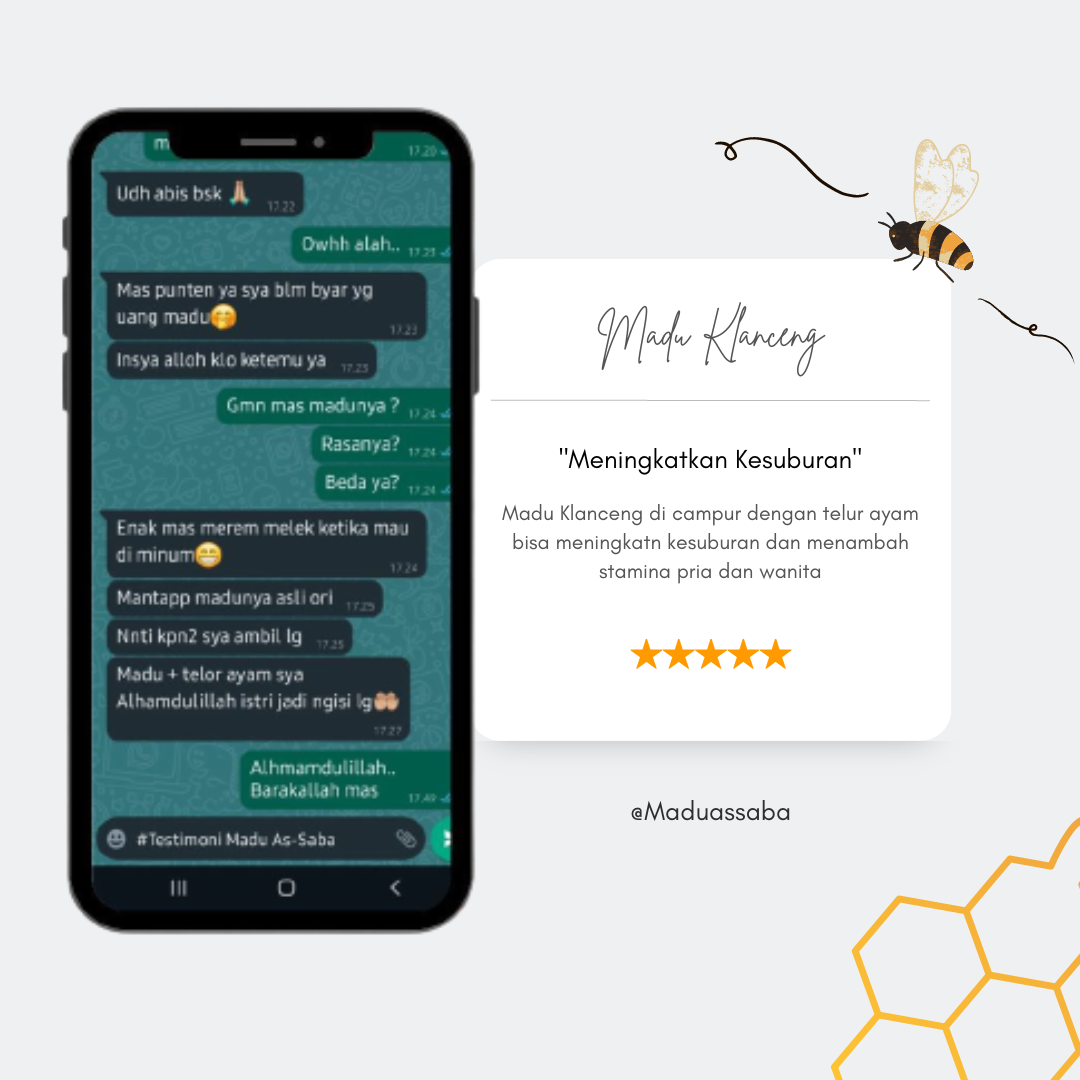 m
17.20
Udh abis bsk 🙏
17.22
Owhh alah..
17.23
Mas punten ya sya blm byar yg
uang madu🤭
17.23
Insya alloh klo ketemu ya
17.23
Gmn mas madunya ?
17.24
Rasanya?
17.24
Beda ya?
17.24
Enak mas merem melek ketika mau
di minum😁
17.24
Mantapp madunya asli ori
17.25
Nnti kpn2 sya ambil lg
17.25
Madu + telor ayam sya
Alhamdulillah istri jadi ngisi lg🤲
17.27
Alhmamdulillah..
Barakallah mas
17.49
#Testimoni Madu As-Saba
Madu Klanceng
"Meningkatkan Kesuburan"
Madu Klanceng di campur dengan telur ayam
bisa meningkatn kesuburan dan menambah
stamina pria dan wanita
@Maduassaba